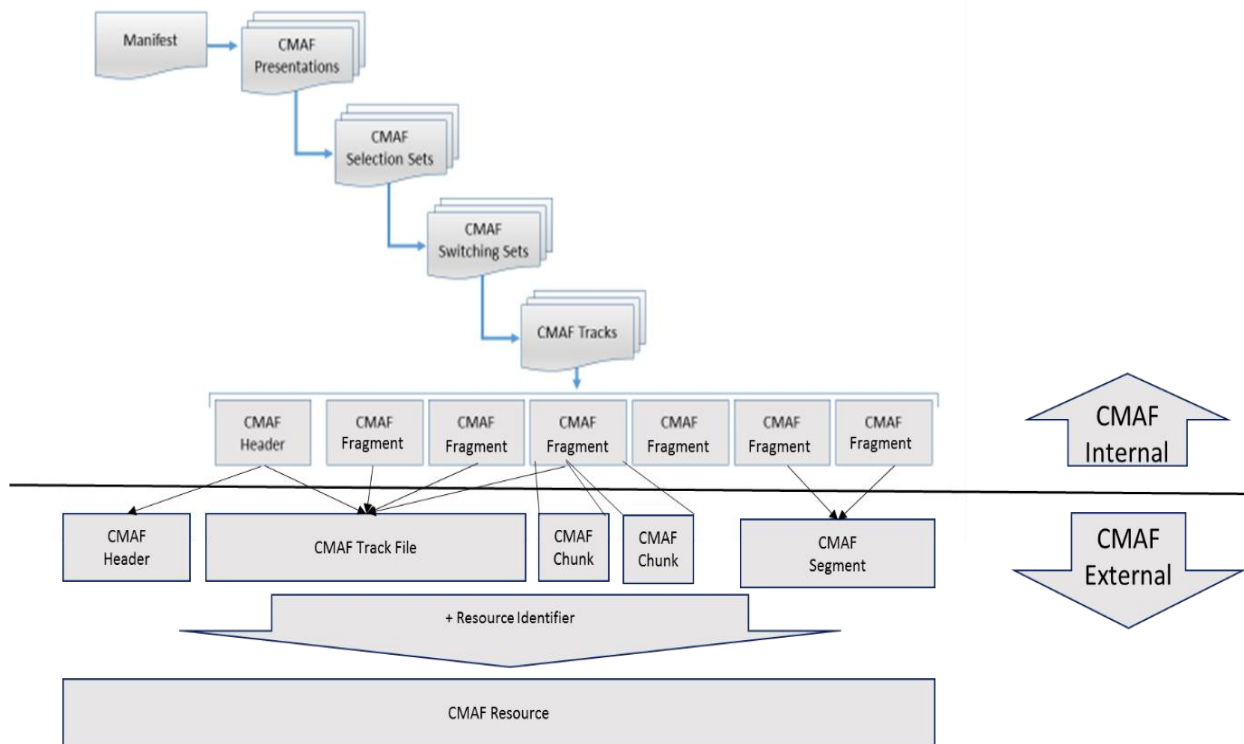 Manifest
CMAF
Presentations
CMAF
Selection Sets
CMAF
Switching Sets
CMAF Tracks
CMAF
Header
CMAF
Fragment
CMAF
Fragment
CMAF
Fragment
CMAF
Fragment
CMAF
Fragment
CMAF
Fragment
CMAF
Internal
CMAF
Header
CMAF Track File
CMAF
Chunk
CMAF
Chunk
CMAF
Segment
CMAF
External
+ Resource Identifier
CMAF Resource